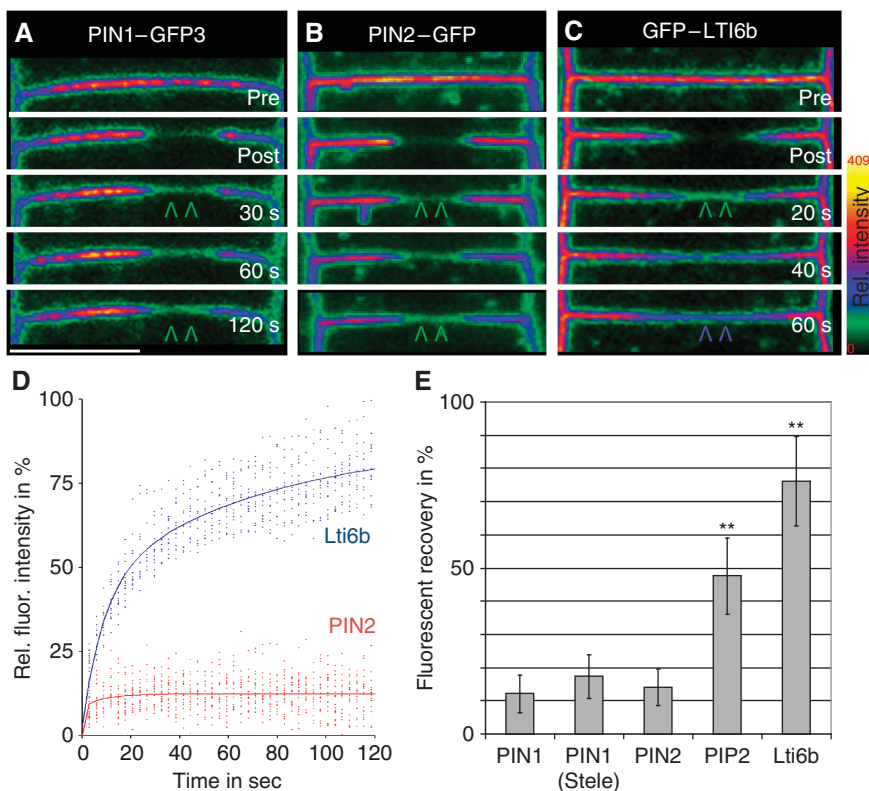 A PIN1–GFP3
Pre
Post
30 s
60 s
120 s
B PIN2–GFP
C GFP–LTI6b
Pre
Post
20 s
40 s
60 s
409
Rel. intensity
0
D
Rel. fluor. intensity in %
100
75
50
25
0
Lti6b
PIN2
0 20 40 60 80 100 120
Time in sec
E
Fluorescent recovery in %
100
50
0
**
**
PIN1 PIN1 PIN2 PIP2 Lti6b
(Stele)